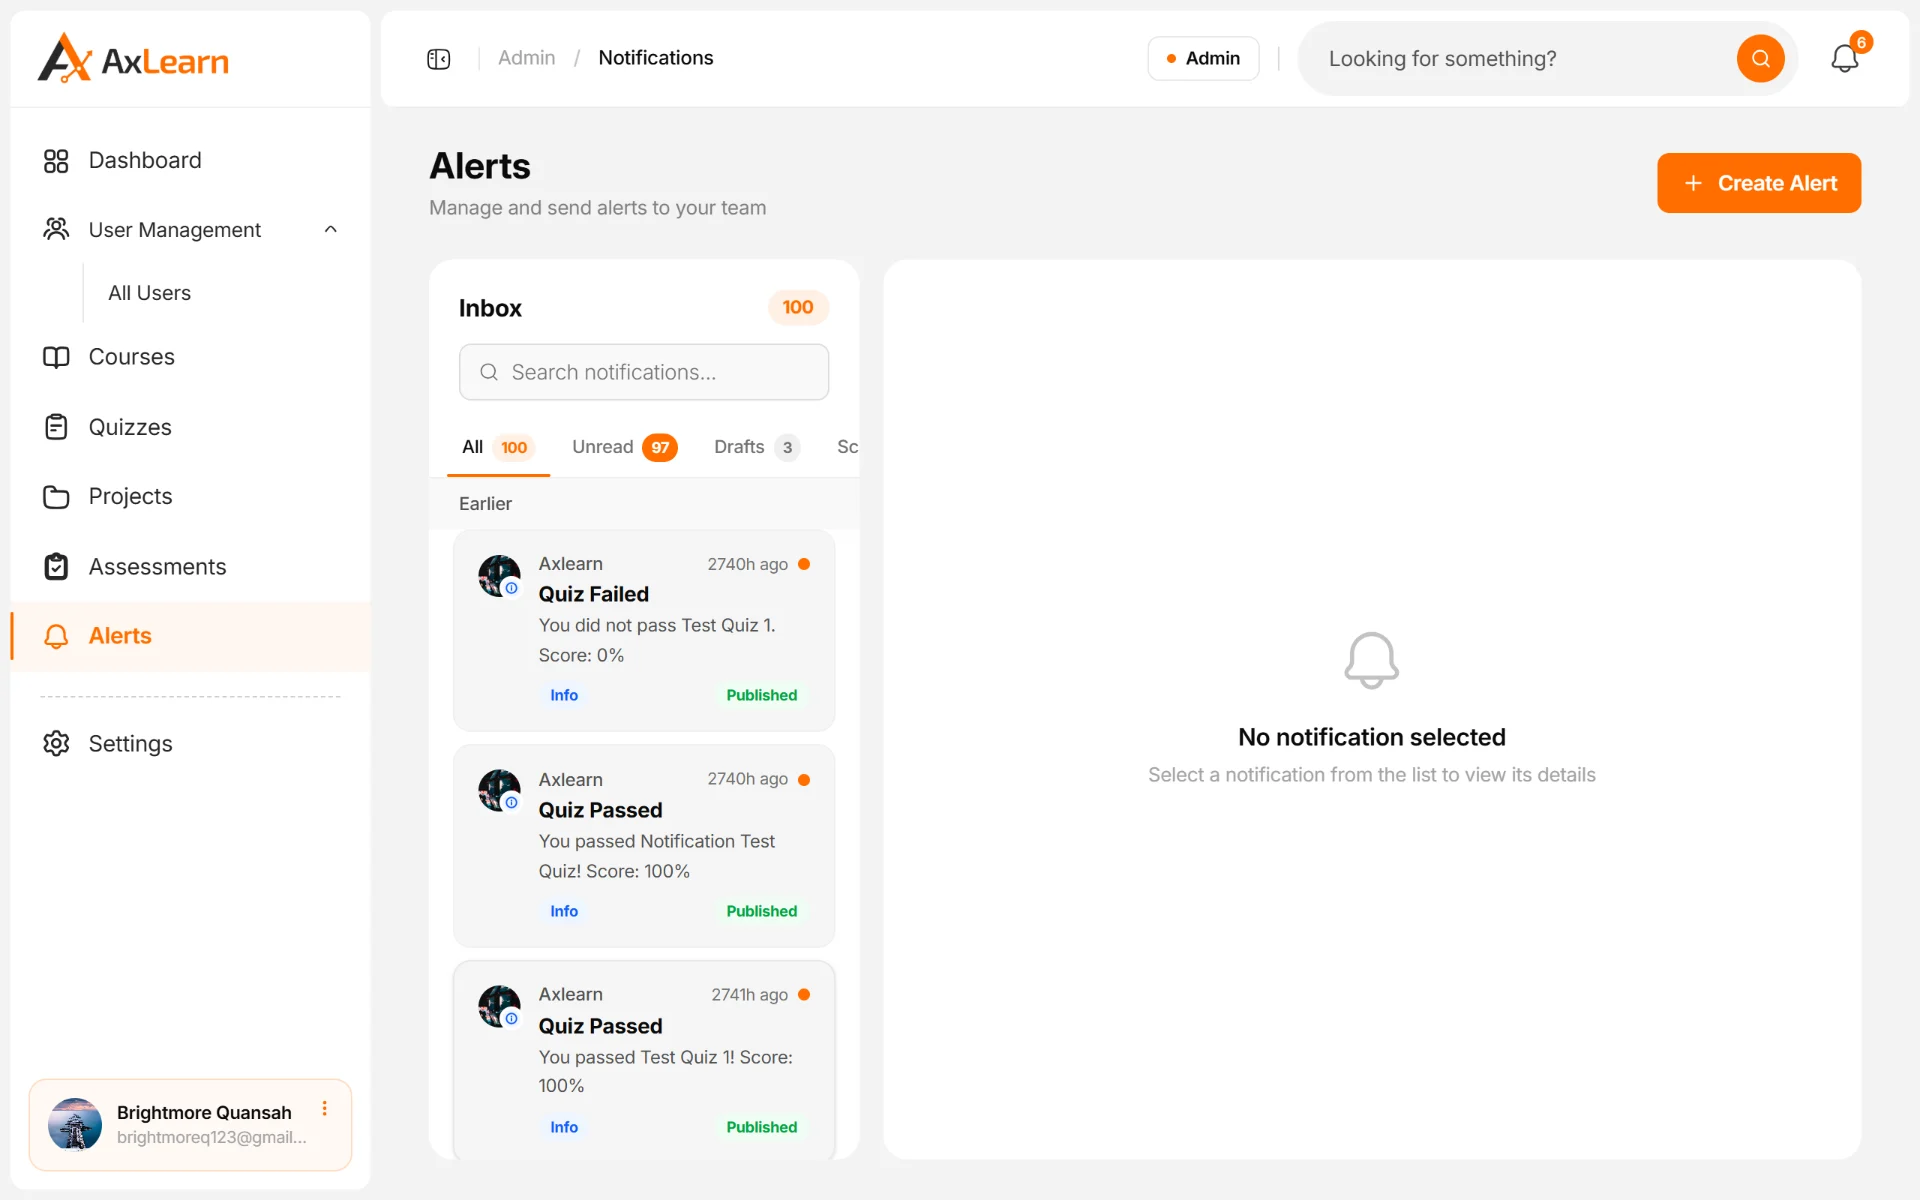 AxLearn
Dashboard
User Management
All Users
Courses
Quizzes
Projects
Assessments
Alerts
Settings
Brightmore Quansah
brightmoreq123@gmail...
Admin / Notifications
Admin
Looking for something?
6
Alerts
Manage and send alerts to your team
+ Create Alert
Inbox
100
Search notifications...
All 100
Unread 97
Drafts 3
Sc
Earlier
Axlearn
2740h ago
Quiz Failed
You did not pass Test Quiz 1.
Score: 0%
Info
Published
Axlearn
2740h ago
Quiz Passed
You passed Notification Test
Quiz! Score: 100%
Info
Published
Axlearn
2741h ago
Quiz Passed
You passed Test Quiz 1! Score:
100%
Info
Published
No notification selected
Select a notification from the list to view its details